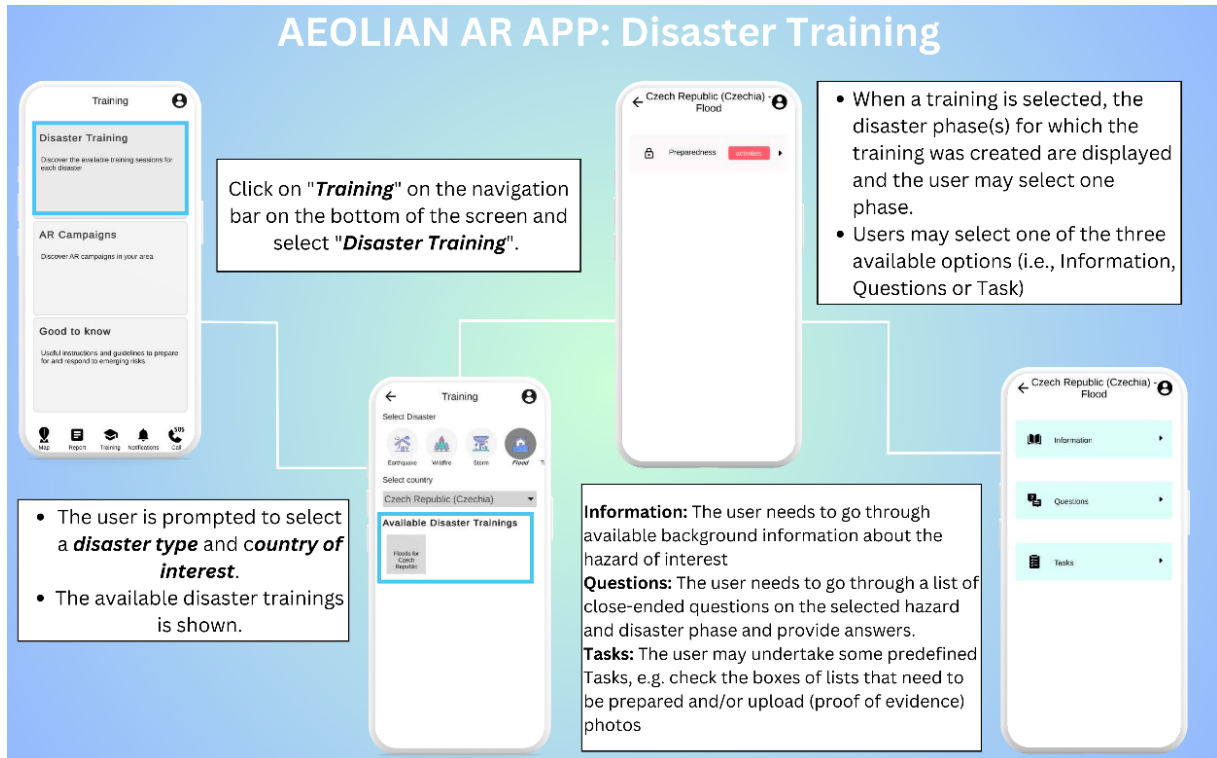 AEOLIAN AR APP: Disaster Training
Training
Disaster Training
Discover the available training sessions for
each disaster
AR Campaigns
Discover AR campaigns in your area
Good to know
Useful instructions and guidelines to prepare
for and respond to emerging risks
Map Report Training Notifications SOS Call
Click on "Training" on the navigation
bar on the bottom of the screen and
select "Disaster Training".
• The user is prompted to select
a disaster type and country of
interest.
• The available disaster trainings
is shown.
Training
Select Disaster
Earthquake Wildfire Storm Flood T
Select country
Czech Republic (Czechia)
Available Disaster Trainings
Floods for
Czech
Republic
Czech Republic (Czechia) -
Flood
Preparedness activities
• When a training is selected, the
disaster phase(s) for which the
training was created are displayed
and the user may select one
phase.
• Users may select one of the three
available options (i.e., Information,
Questions or Task)
Czech Republic (Czechia) -
Flood
Information
Questions
Tasks
Information: The user needs to go through
available background information about the
hazard of interest
Questions: The user needs to go through a list of
close-ended questions on the selected hazard
and disaster phase and provide answers.
Tasks: The user may undertake some predefined
Tasks, e.g. check the boxes of lists that need to
be prepared and/or upload (proof of evidence)
photos